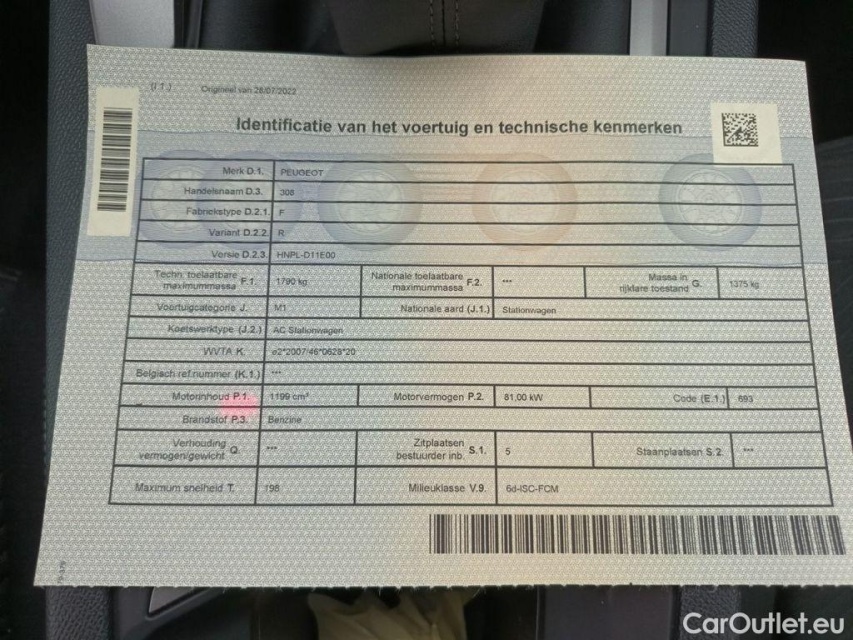 (I 1.) Origineel van 28/07/2022
Identificatie van het voertuig en technische kenmerken
Merk D.1. PEUGEOT
Handelsnaam D.3. 308
Fabriekstype D.2.1. F
Variant D.2.2. R
Versie D.2.3. HNPL-D11E00
Techn. toelaatbare maximummassa F.1. 1790 kg Nationale toelaatbare maximummassa F.2. *** Massa in rijklare toestand G. 1375 kg
Voertuigcategorie J. M1 Nationale aard (J.1.) Stationwagen
Koetswerktype (J.2.) AC Stationwagen
WVTA K. e2*2007/46*0628*20
Belgisch ref.nummer (K.1.) ***
Motorinhoud P.1. 1199 cm³ Motorvermogen P.2. 81,00 kW Code (E.1.) 693
Brandstof P.3. Benzine
Verhouding vermogen/gewicht Q. *** Zitplaatsen bestuurder inb. S.1. 5 Staanplaatsen S.2. ***
Maximum snelheid T. 198 Milieuklasse V.9. 6d-ISC-FCM
CarOutlet.eu